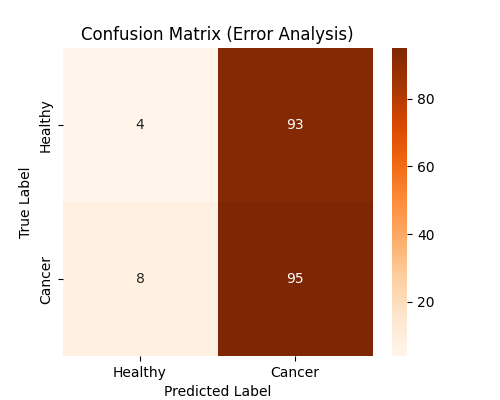 Confusion Matrix (Error Analysis)
True Label
Healthy
Cancer
4
93
8
95
Healthy
Cancer
Predicted Label
80
60
40
20